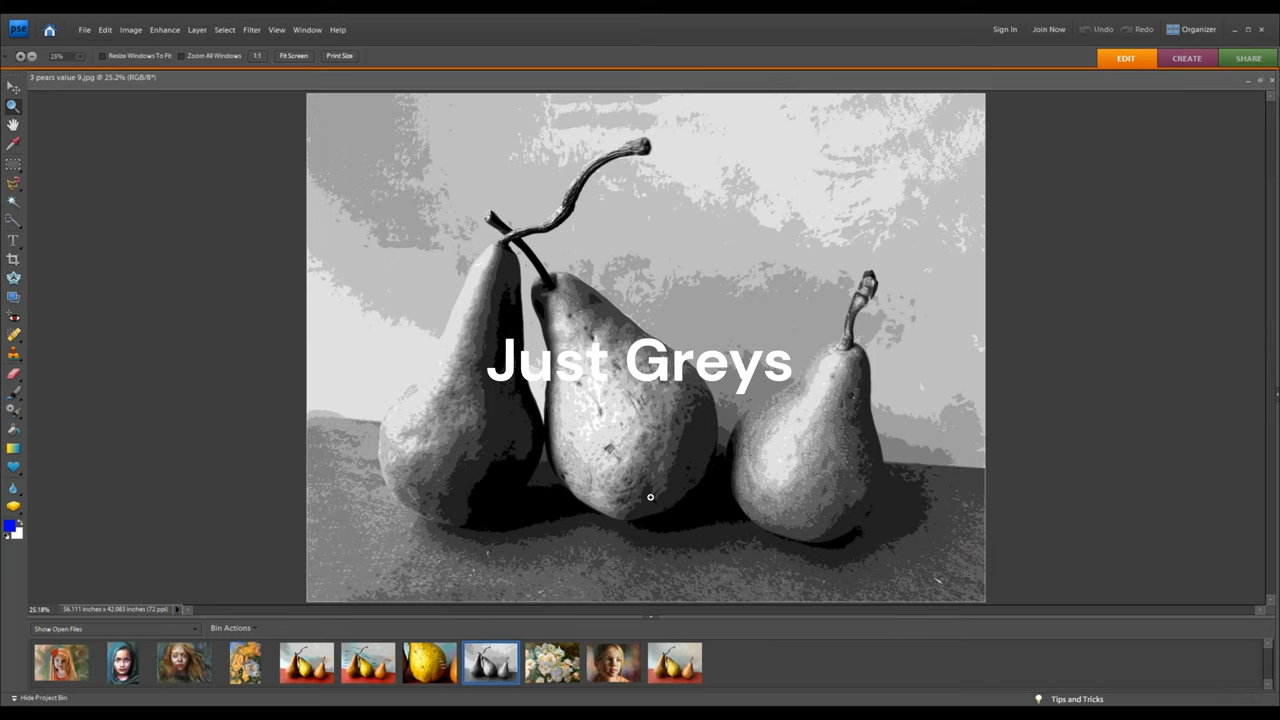 pse File Edit Image Enhance Layer Select Filter View Window Help Sign In Join Now Undo Redo Organizer
25% Resize Windows To Fit Zoom All Windows 1:1 Fit Screen Print Size EDIT CREATE SHARE
3 pears value 9.jpg @ 25.2% (RGB/8*)
Just Greys
25.18% 56.111 inches x 42.083 inches (72 ppi)
Show Open Files Bin Actions
Hide Project Bin Tips and Tricks